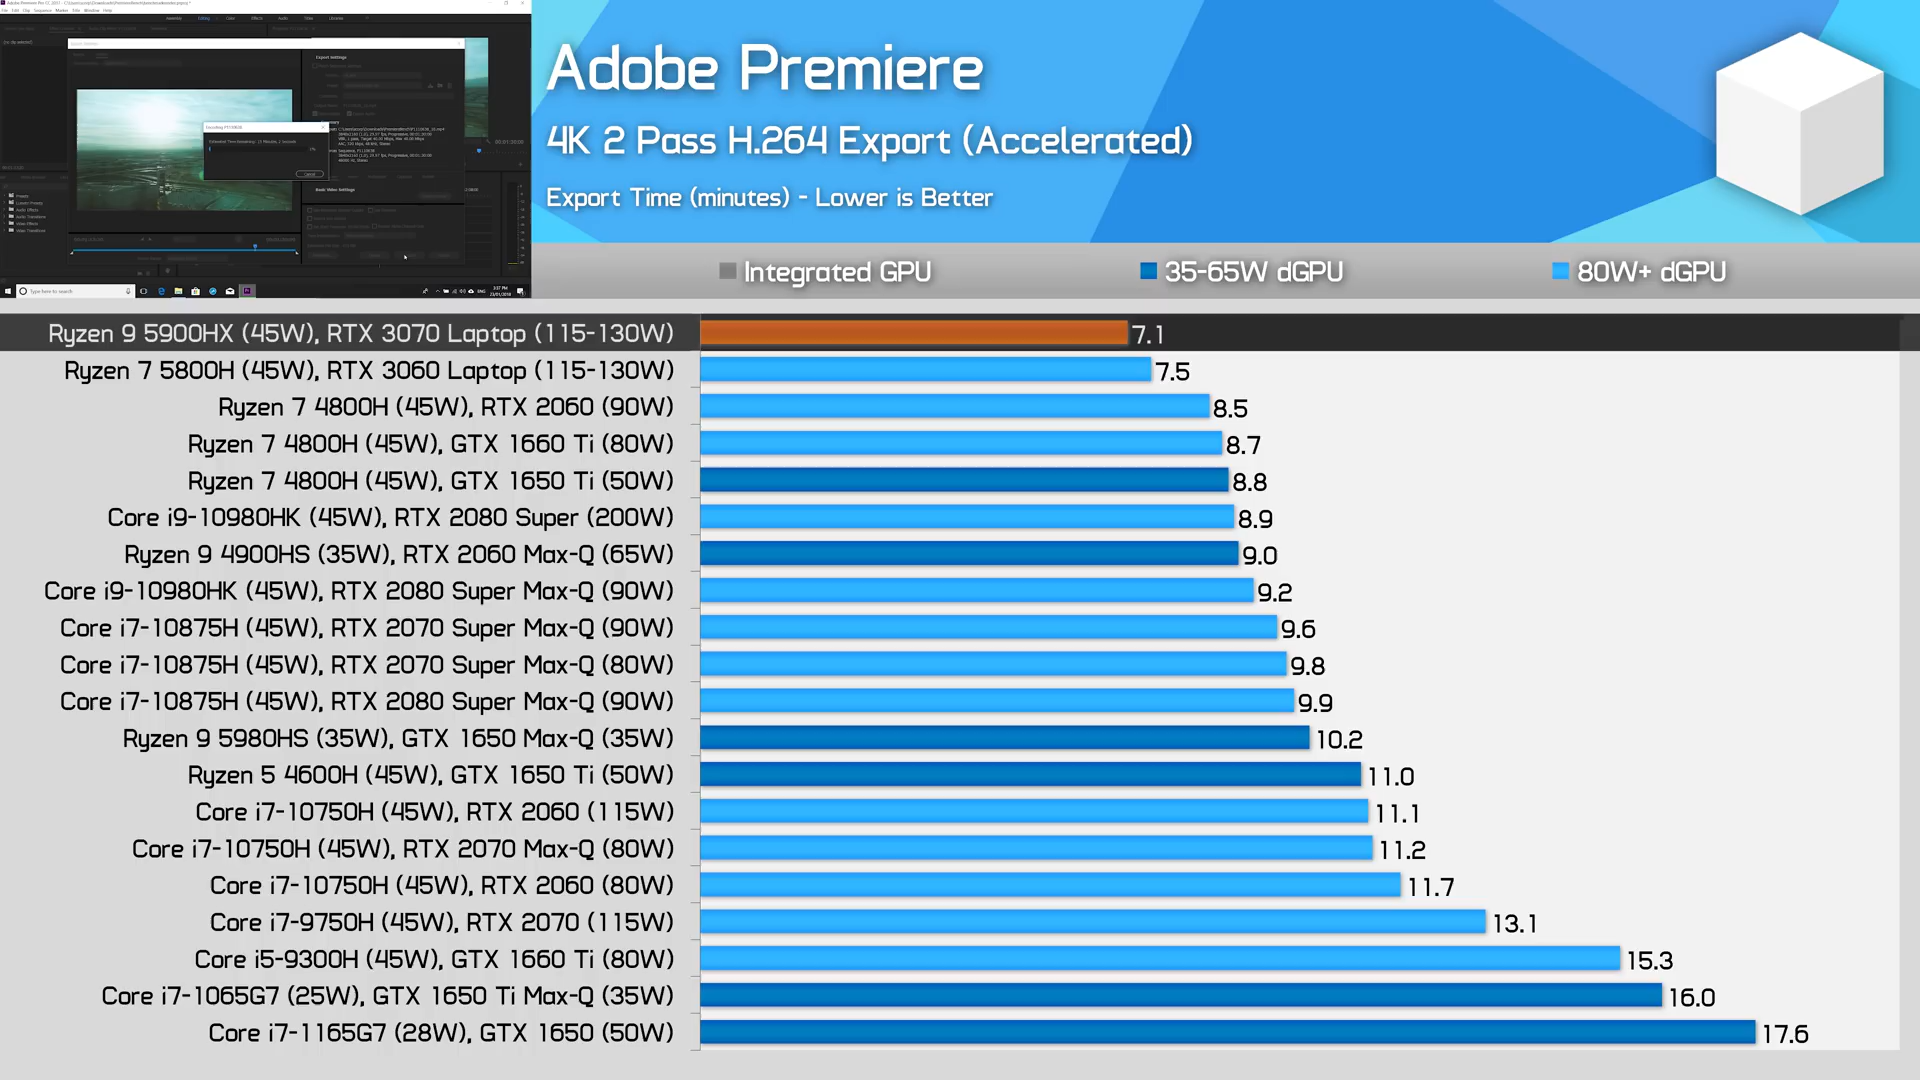 Export Settings
Type here to search
Adobe Premiere
4K 2 Pass H.264 Export (Accelerated)
Export Time (minutes) - Lower is Better
Integrated GPU
35-65W dGPU
80W+ dGPU
Ryzen 9 5900HX (45W), RTX 3070 Laptop (115-130W) 7.1
Ryzen 7 5800H (45W), RTX 3060 Laptop (115-130W) 7.5
Ryzen 7 4800H (45W), RTX 2060 (90W) 8.5
Ryzen 7 4800H (45W), GTX 1660 Ti (80W) 8.7
Ryzen 7 4800H (45W), GTX 1650 Ti (50W) 8.8
Core i9-10980HK (45W), RTX 2080 Super (200W) 8.9
Ryzen 9 4900HS (35W), RTX 2060 Max-Q (65W) 9.0
Core i9-10980HK (45W), RTX 2080 Super Max-Q (90W) 9.2
Core i7-10875H (45W), RTX 2070 Super Max-Q (90W) 9.6
Core i7-10875H (45W), RTX 2070 Super Max-Q (80W) 9.8
Core i7-10875H (45W), RTX 2080 Super Max-Q (90W) 9.9
Ryzen 9 5980HS (35W), GTX 1650 Max-Q (35W) 10.2
Ryzen 5 4600H (45W), GTX 1650 Ti (50W) 11.0
Core i7-10750H (45W), RTX 2060 (115W) 11.1
Core i7-10750H (45W), RTX 2070 Max-Q (80W) 11.2
Core i7-10750H (45W), RTX 2060 (80W) 11.7
Core i7-9750H (45W), RTX 2070 (115W) 13.1
Core i5-9300H (45W), GTX 1660 Ti (80W) 15.3
Core i7-1065G7 (25W), GTX 1650 Ti Max-Q (35W) 16.0
Core i7-1165G7 (28W), GTX 1650 (50W) 17.6